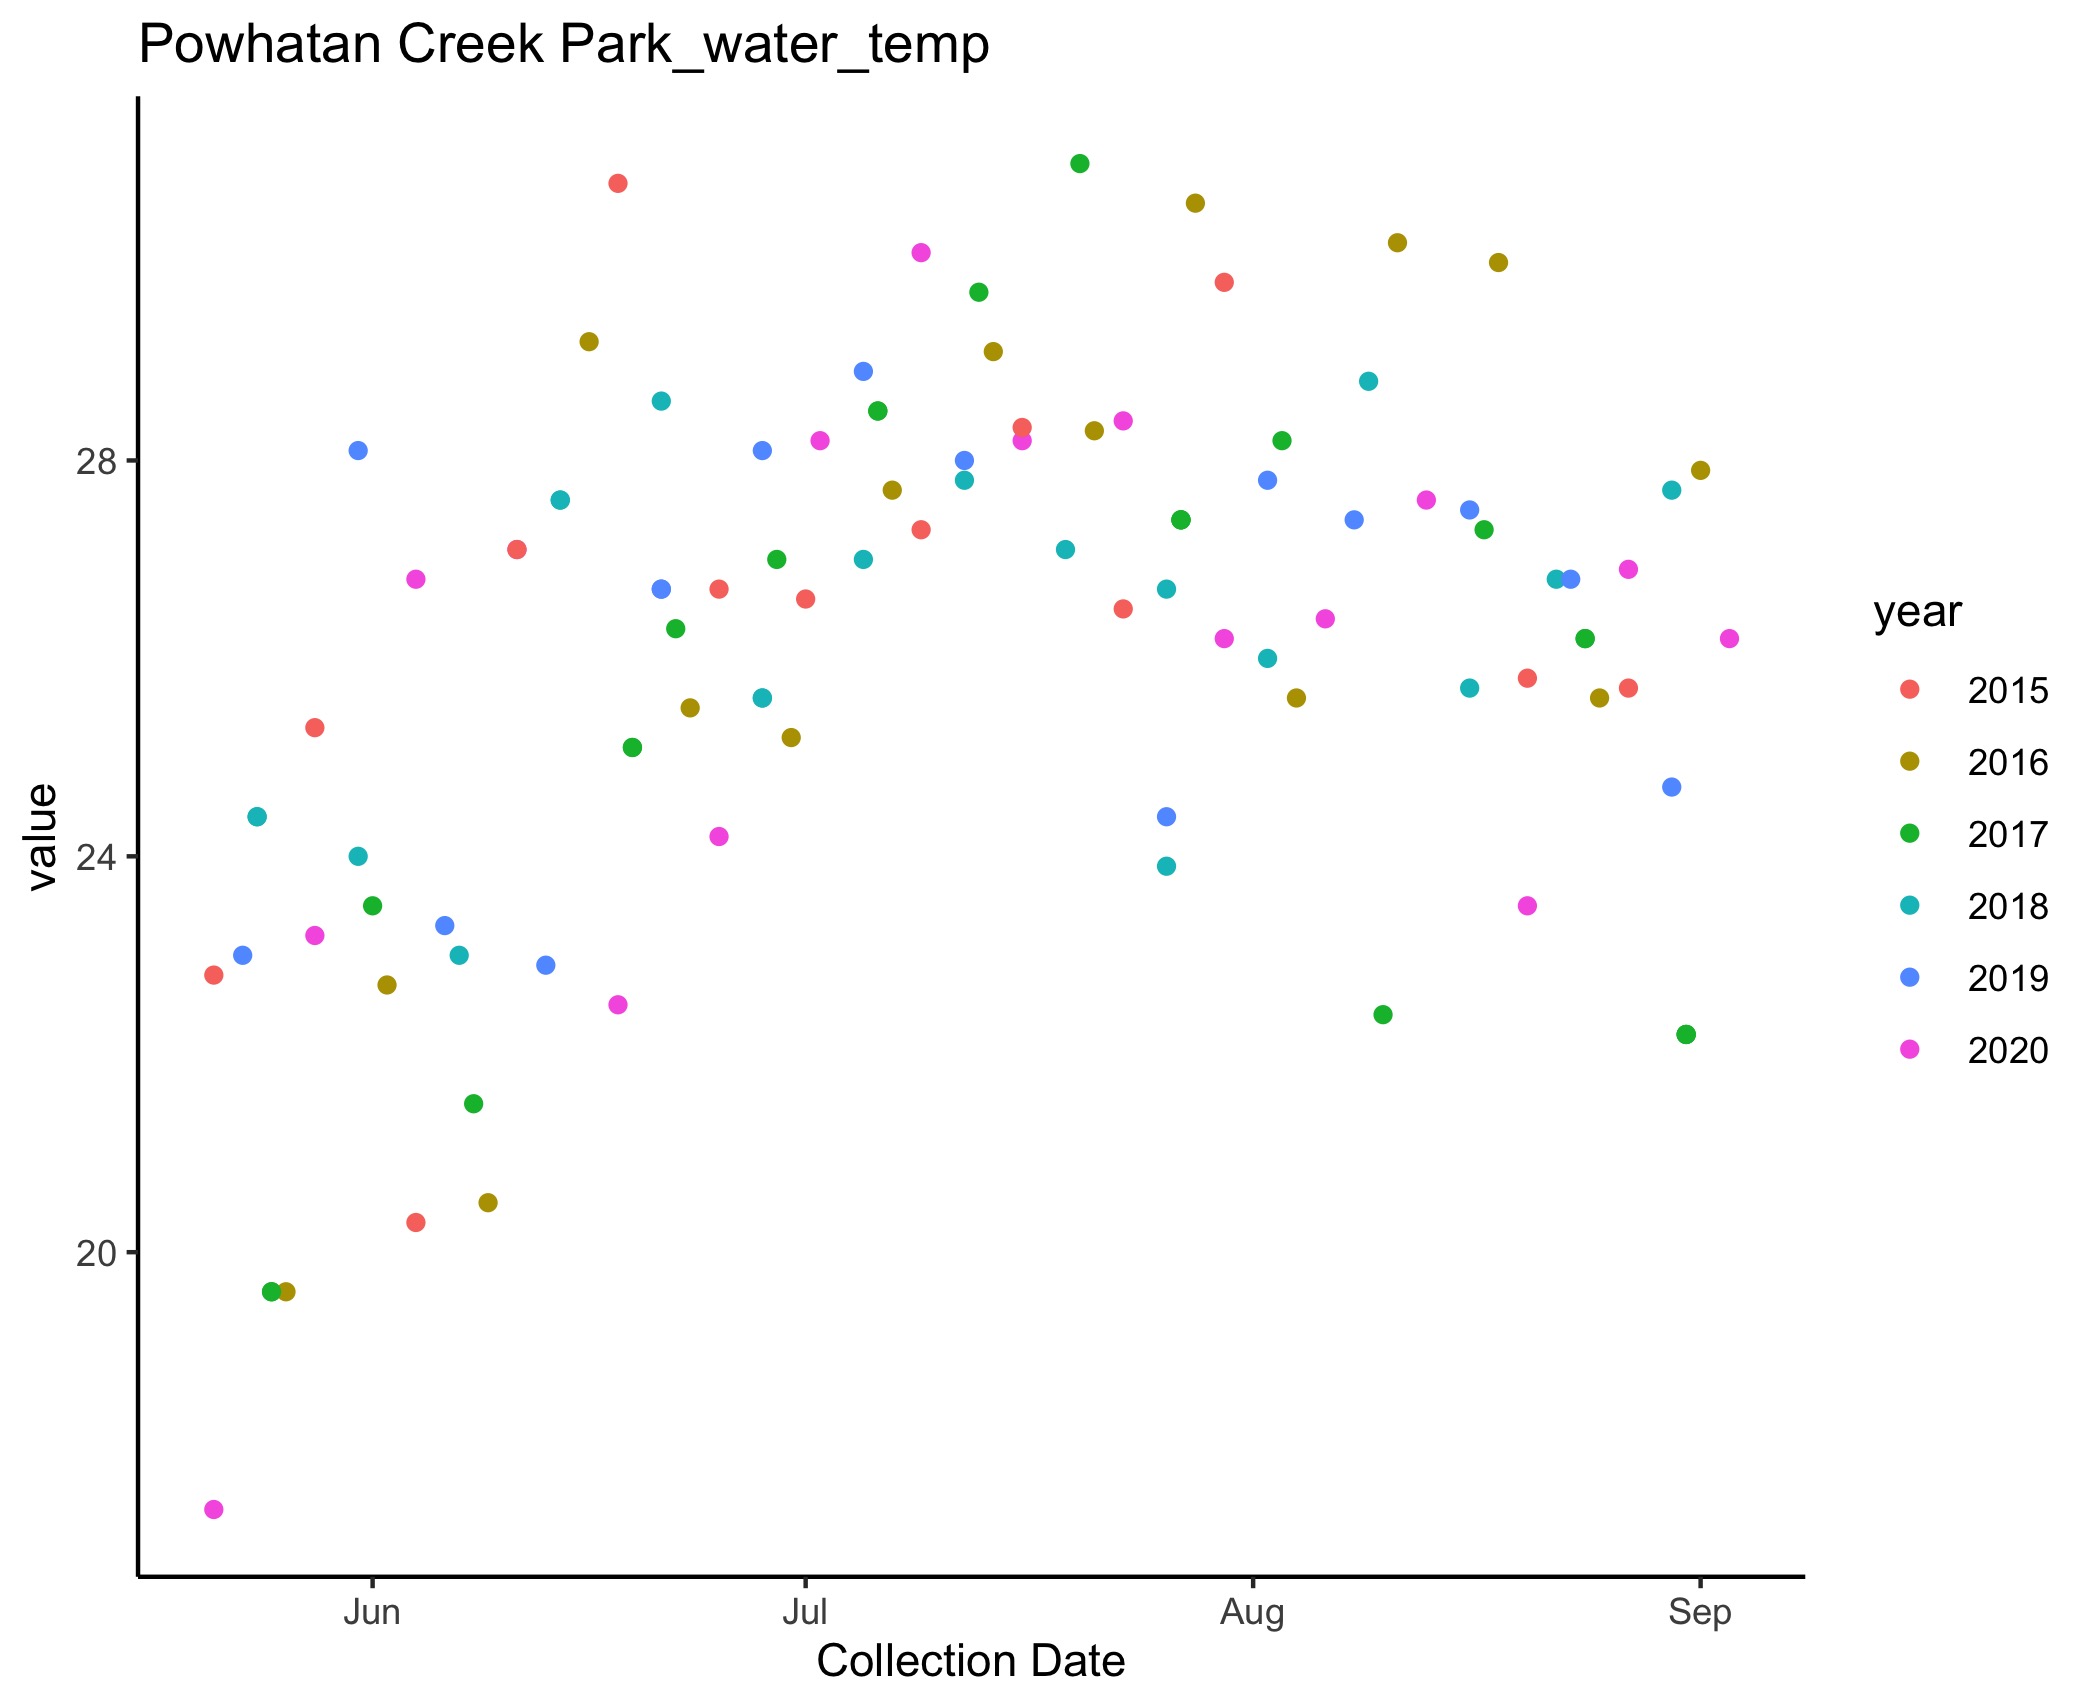 Powhatan Creek Park_water_temp
value
28
24
20
Jun
Jul
Aug
Sep
Collection Date
year
2015
2016
2017
2018
2019
2020